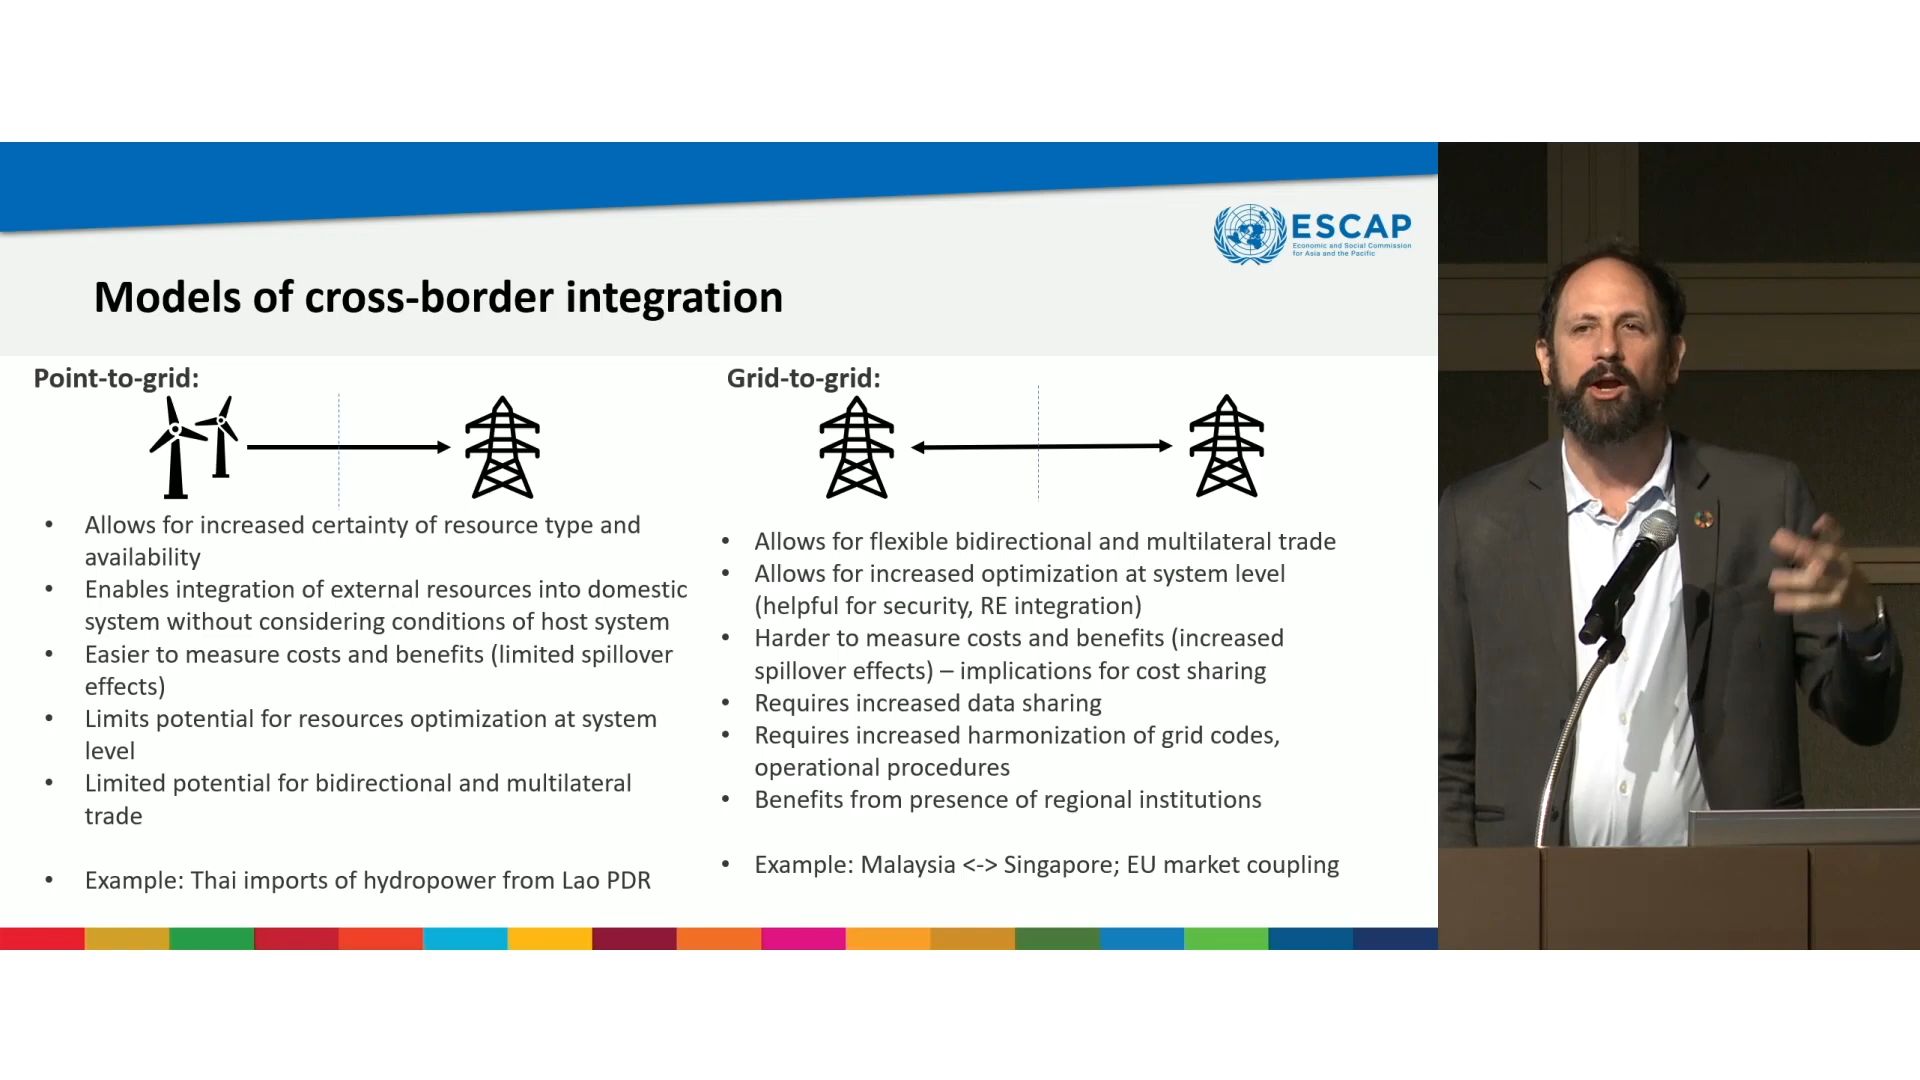 ESCAP
Economic and Social Commission
for Asia and the Pacific
Models of cross-border integration
Point-to-grid:
• Allows for increased certainty of resource type and
availability
• Enables integration of external resources into domestic
system without considering conditions of host system
• Easier to measure costs and benefits (limited spillover
effects)
• Limits potential for resources optimization at system
level
• Limited potential for bidirectional and multilateral
trade
• Example: Thai imports of hydropower from Lao PDR
Grid-to-grid:
• Allows for flexible bidirectional and multilateral trade
• Allows for increased optimization at system level
(helpful for security, RE integration)
• Harder to measure costs and benefits (increased
spillover effects) – implications for cost sharing
• Requires increased data sharing
• Requires increased harmonization of grid codes,
operational procedures
• Benefits from presence of regional institutions
• Example: Malaysia <-> Singapore; EU market coupling